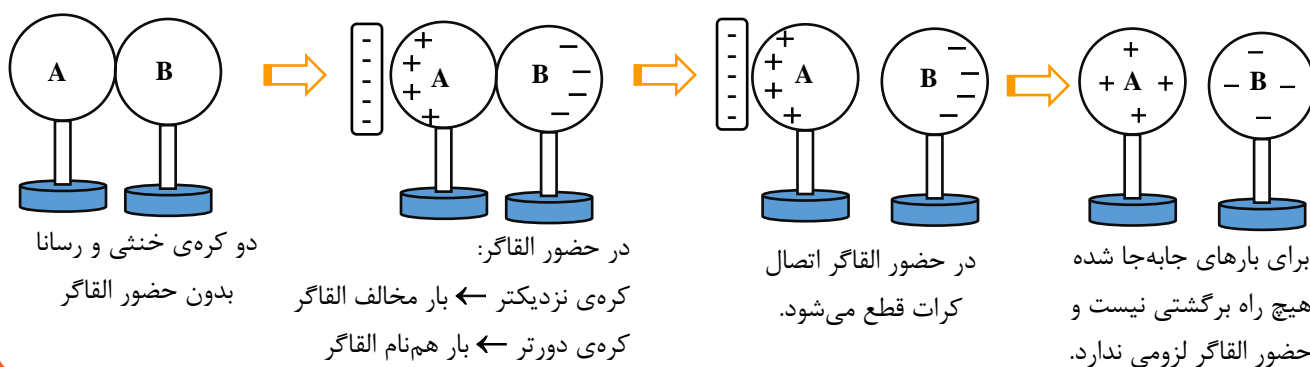 A B
- - - - - + + + + A B – – – –
- - - - - + + + + A B – – – –
+ + A + + – – B – –
دو کره‌ی خنثی و رسانا
بدون حضور القاگر
در حضور القاگر:
کره‌ی نزدیکتر ← بار مخالف القاگر
کره‌ی دورتر ← بار هم‌نام القاگر
در حضور القاگر اتصال
کرات قطع می‌شود.
برای بارهای جابه‌جا شده
هیچ راه برگشتی نیست و
حضور القاگر لزومی ندارد.